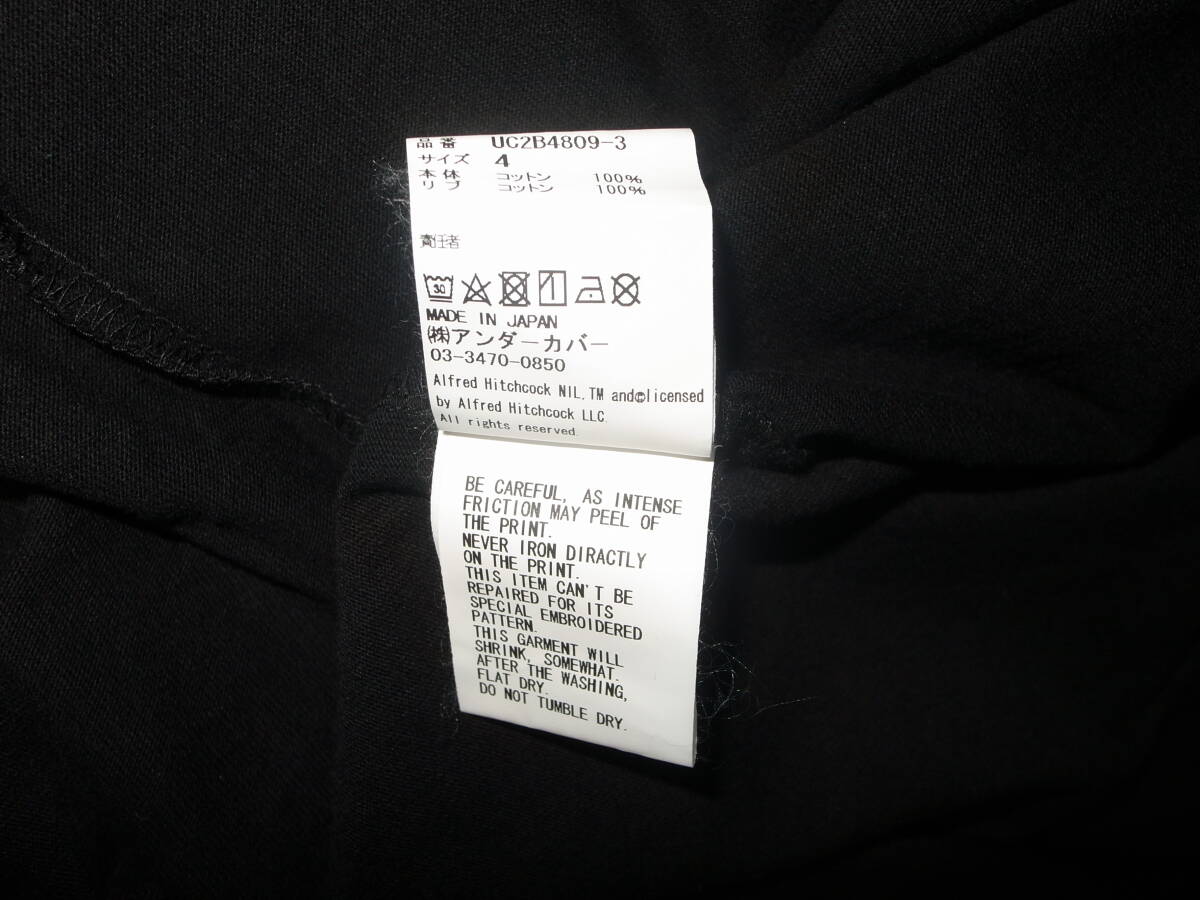 品番 UC2B4809-3
サイズ 4
本体 コットン 100%
リブ コットン 100%
責任者
30
MADE IN JAPAN
(株)アンダーカバー
03-3470-0850
Alfred Hitchcock NIL,TM and©licensed
by Alfred Hitchcock LLC.
All rights reserved.
BE CAREFUL, AS INTENSE
FRICTION MAY PEEL OF
THE PRINT.
NEVER IRON DIRACTLY
ON THE PRINT.
THIS ITEM CAN'T BE
REPAIRED FOR ITS
SPECIAL EMBROIDERED
PATTERN.
THIS GARMENT WILL
SHRINK, SOMEWHAT.
AFTER THE WASHING,
FLAT DRY.
DO NOT TUMBLE DRY.